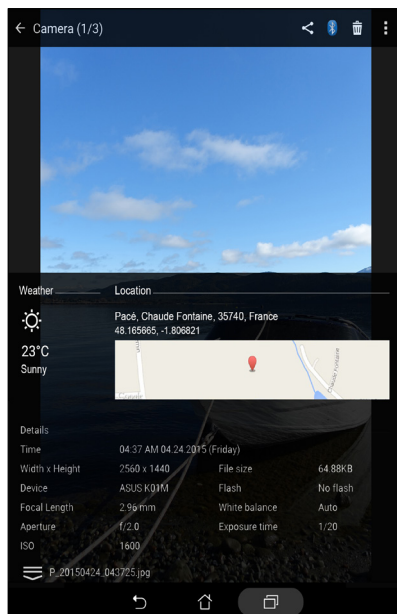 Camera (1/3)
Weather
Location
Pacé, Chaude Fontaine, 35740, France
48.165665, -1.806821
23°C
Sunny
Chaude Fontaine
Google
Details
Time 04:37 AM 04.24.2015 (Friday)
Width x Height 2560 x 1440 File size 64.88KB
Device ASUS K01M Flash No flash
Focal Length 2.96 mm White balance Auto
Aperture f/2.0 Exposure time 1/20
ISO 1600
P_20150424_043725.jpg